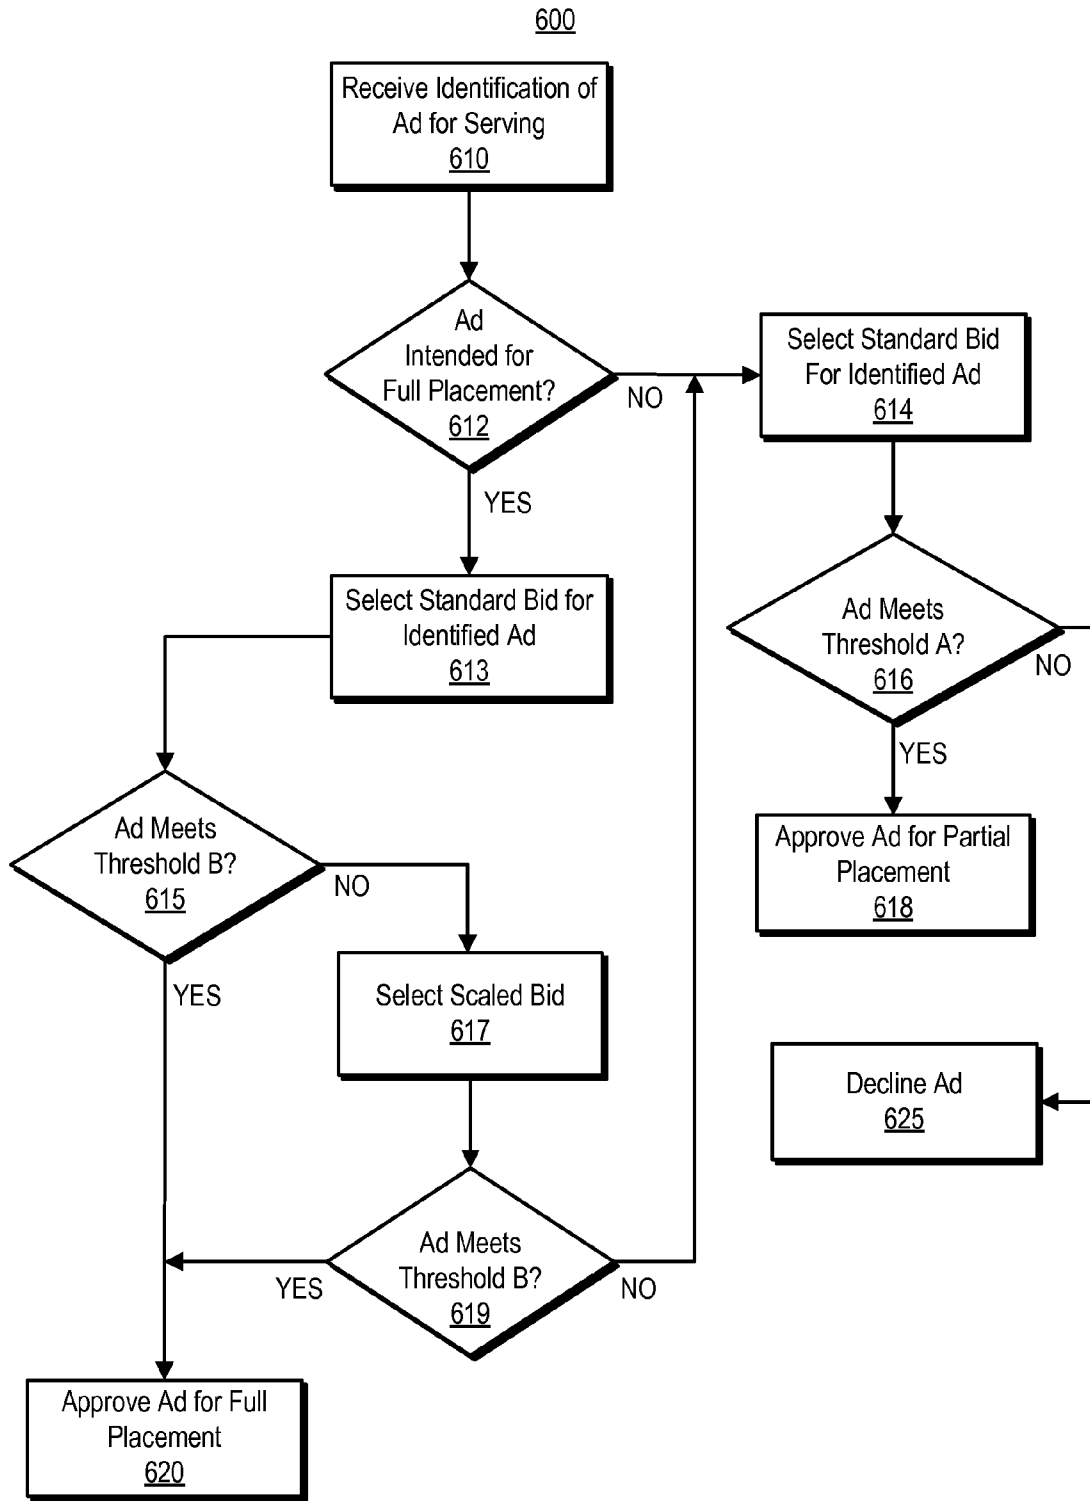 600
Receive Identification of
Ad for Serving
610
Ad
Intended for
Full Placement?
612
NO
YES
Select Standard Bid
For Identified Ad
614
Select Standard Bid for
Identified Ad
613
Ad Meets
Threshold A?
616
NO
YES
Ad Meets
Threshold B?
615
NO
YES
Approve Ad for Partial
Placement
618
Select Scaled Bid
617
Decline Ad
625
Ad Meets
Threshold B?
619
YES
NO
Approve Ad for Full
Placement
620